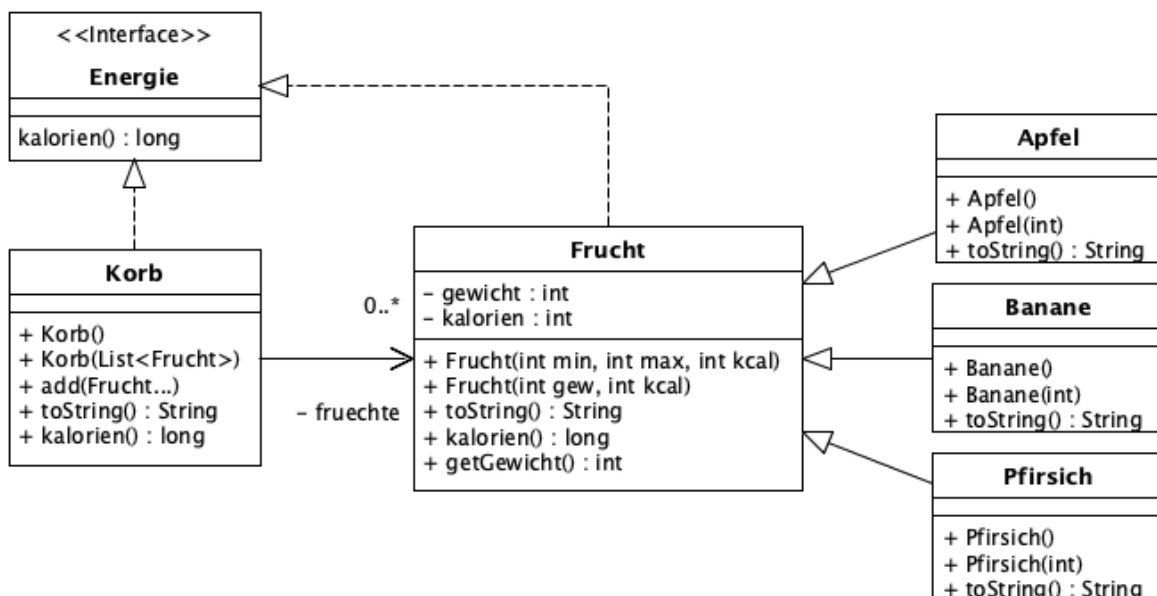 <<Interface>>
Energie
kalorien() : long
Korb
+ Korb()
+ Korb(List<Frucht>)
+ add(Frucht...)
+ toString() : String
+ kalorien() : long
0..*
– fruechte
Frucht
– gewicht : int
– kalorien : int
+ Frucht(int min, int max, int kcal)
+ Frucht(int gew, int kcal)
+ toString() : String
+ kalorien() : long
+ getGewicht() : int
Apfel
+ Apfel()
+ Apfel(int)
+ toString() : String
Banane
+ Banane()
+ Banane(int)
+ toString() : String
Pfirsich
+ Pfirsich()
+ Pfirsich(int)
+ toString() : String